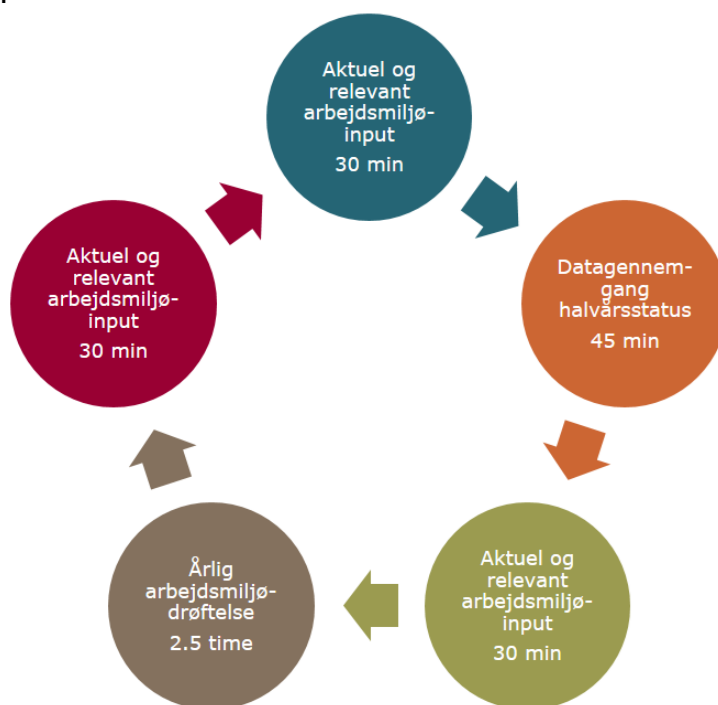 Aktuel og
relevant
arbejdsmiljø-
input
30 min
Datagennem-
gang
halvårsstatus
45 min
Aktuel og
relevant
arbejdsmiljø-
input
30 min
Årlig
arbejdsmiljø-
drøftelse
2.5 time
Aktuel og
relevant
arbejdsmiljø-
input
30 min